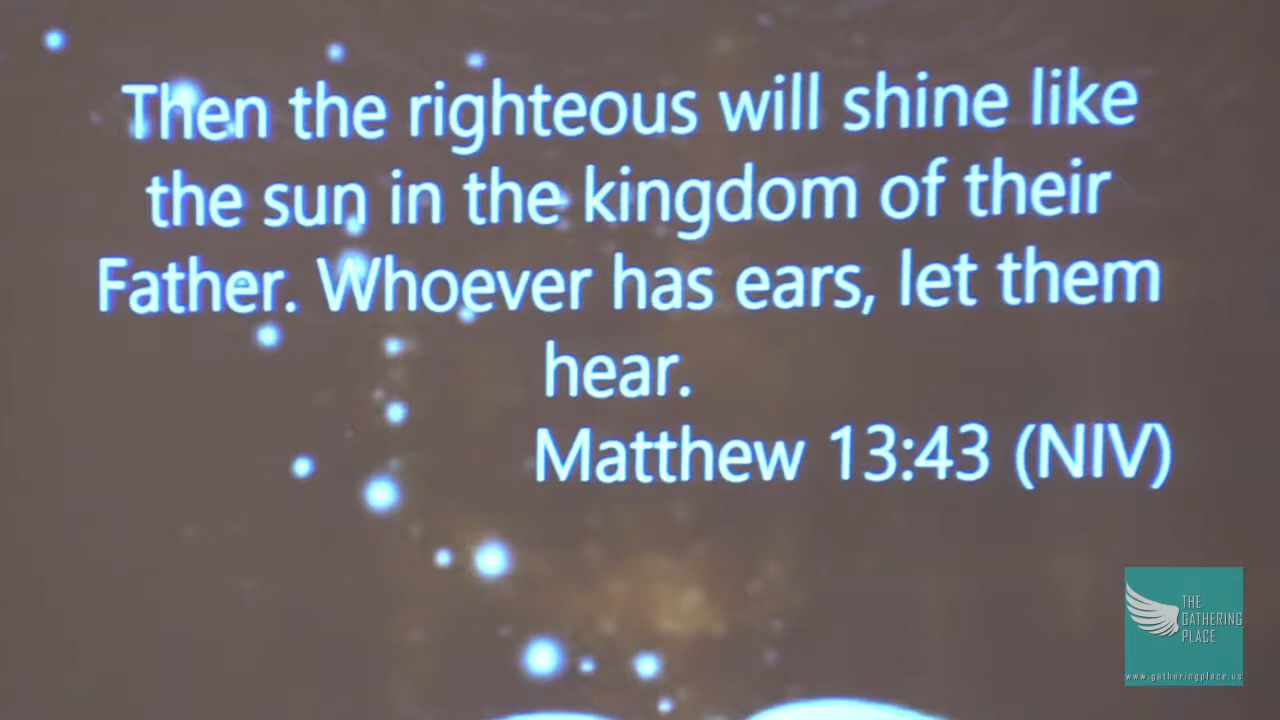 Then the righteous will shine like
the sun in the kingdom of their
Father. Whoever has ears, let them
hear.
Matthew 13:43 (NIV)
THE
GATHERING
PLACE
www.gatheringplace.us